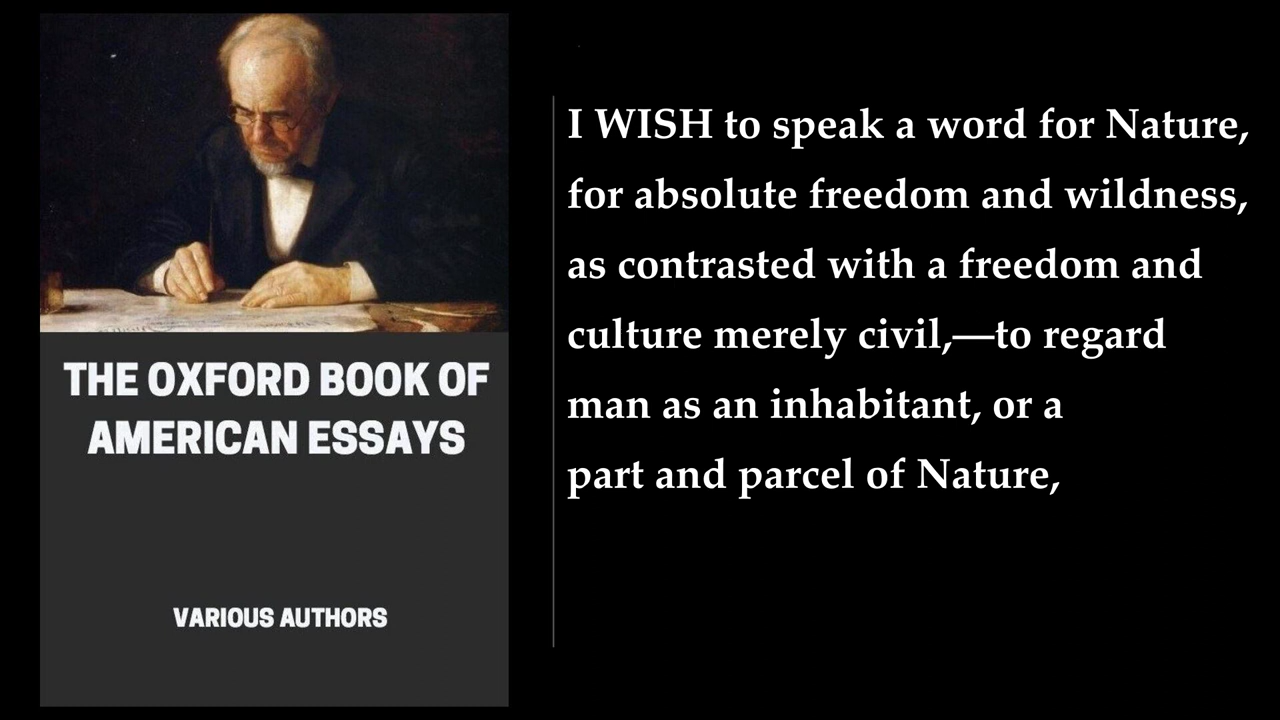 THE OXFORD BOOK OF
AMERICAN ESSAYS
VARIOUS AUTHORS
I WISH to speak a word for Nature,
for absolute freedom and wildness,
as contrasted with a freedom and
culture merely civil,—to regard
man as an inhabitant, or a
part and parcel of Nature,